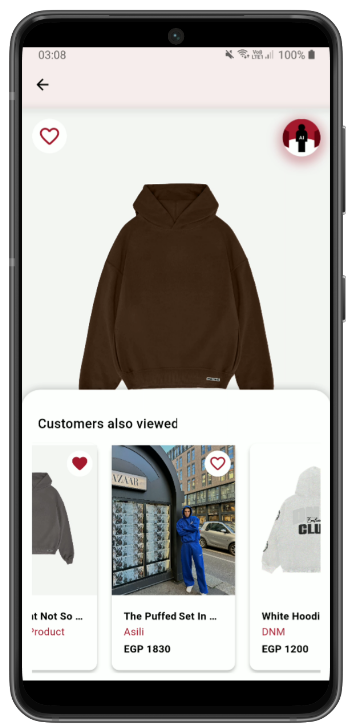 03:08
100%
AI
Customers also viewed
AZAAR
CLU
nt Not So ...
Product
The Puffed Set In ...
Asili
EGP 1830
White Hoodi
DNM
EGP 1200